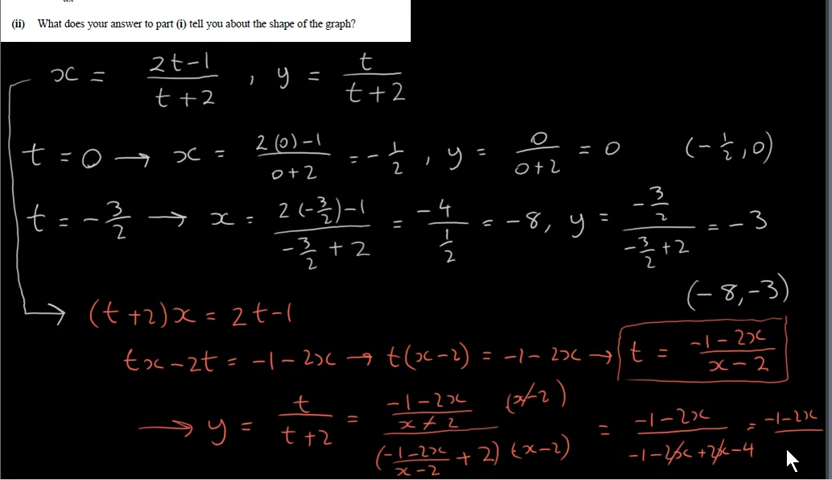 (ii) What does your answer to part (i) tell you about the shape of the graph?
x = (2t-1)/(t+2) , y = t/(t+2)
t = 0 → x = (2(0)-1)/(0+2) = -1/2 , y = 0/(0+2) = 0 (-1/2, 0)
t = -3/2 → x = (2(-3/2)-1)/(-3/2+2) = -4/(1/2) = -8, y = (-3/2)/(-3/2+2) = -3
(-8, -3)
(t+2)x = 2t-1
tx-2t = -1-2x → t(x-2) = -1-2x → t = (-1-2x)/(x-2)
→ y = t/(t+2) = ((-1-2x)/(x-2))(x-2)/((-1-2x)/(x-2)+2)(x-2) = (-1-2x)/(-1-2x+2x-4) = -1-2x